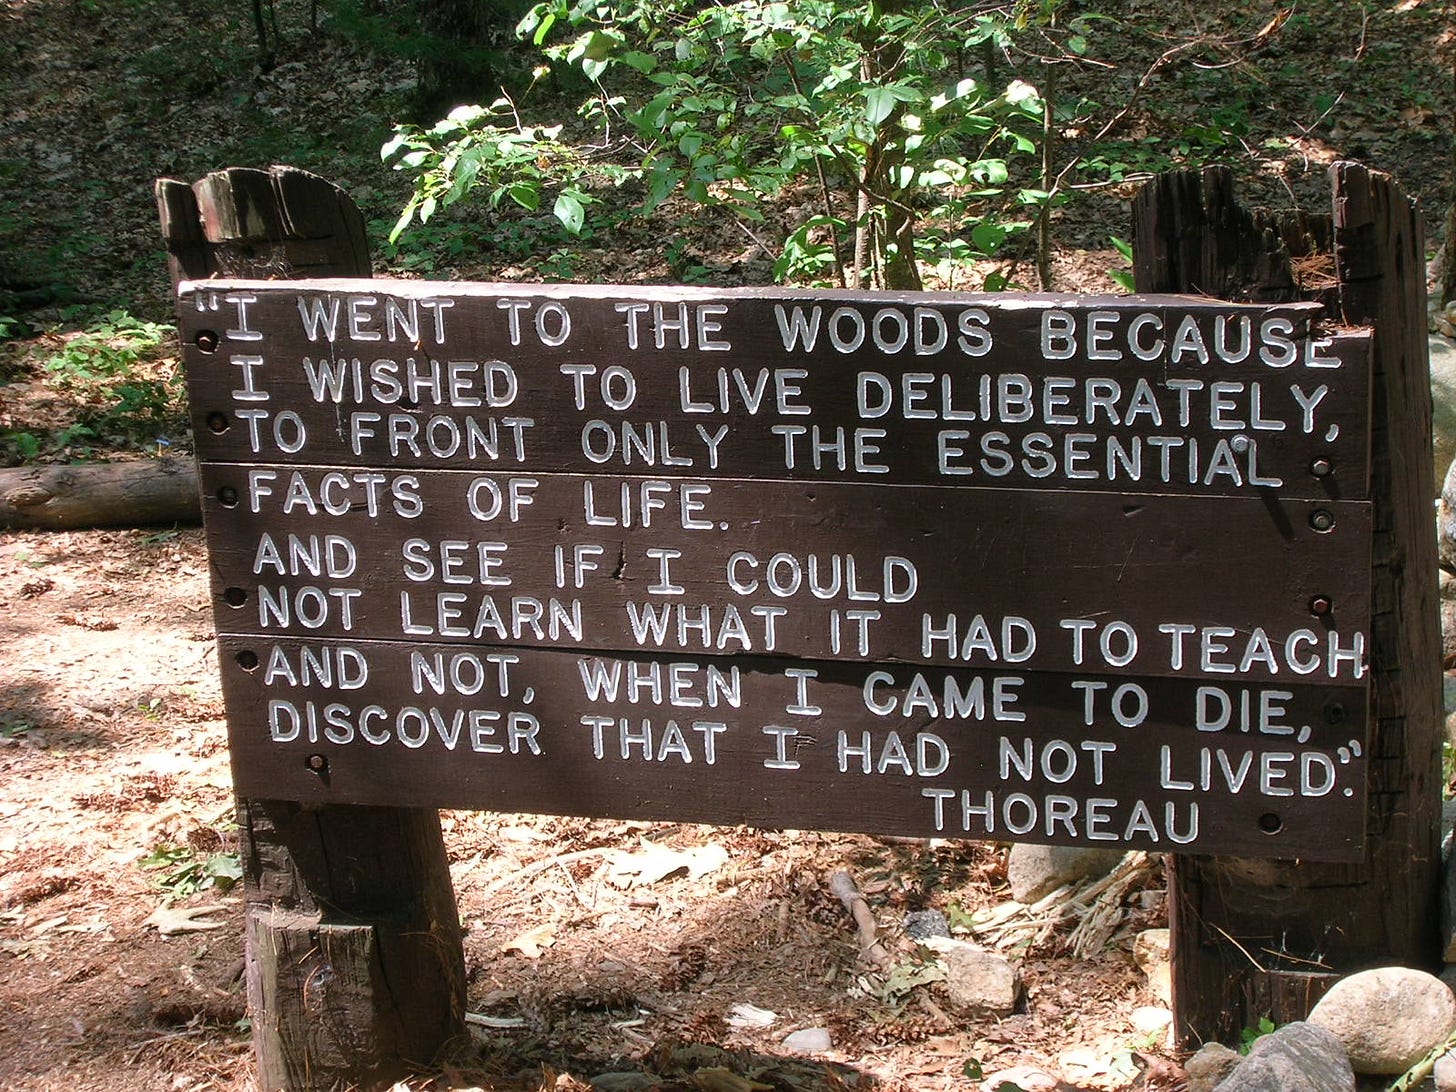 "I WENT TO THE WOODS BECAUSE
I WISHED TO LIVE DELIBERATELY,
TO FRONT ONLY THE ESSENTIAL
FACTS OF LIFE.
AND SEE IF I COULD
NOT LEARN WHAT IT HAD TO TEACH
AND NOT, WHEN I CAME TO DIE,
DISCOVER THAT I HAD NOT LIVED."
THOREAU